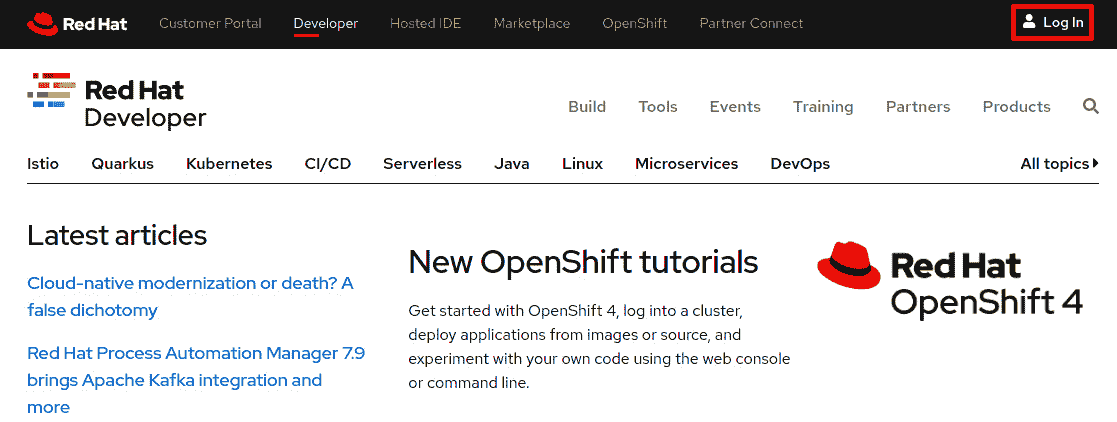 Red Hat Customer Portal Developer Hosted IDE Marketplace OpenShift Partner Connect Log In
Red Hat
Developer
Build Tools Events Training Partners Products
Istio Quarkus Kubernetes CI/CD Serverless Java Linux Microservices DevOps All topics
Latest articles
Cloud-native modernization or death? A
false dichotomy
Red Hat Process Automation Manager 7.9
brings Apache Kafka integration and
more
New OpenShift tutorials
Get started with OpenShift 4, log into a cluster,
deploy applications from images or source, and
experiment with your own code using the web console
or command line.
Red Hat
OpenShift 4